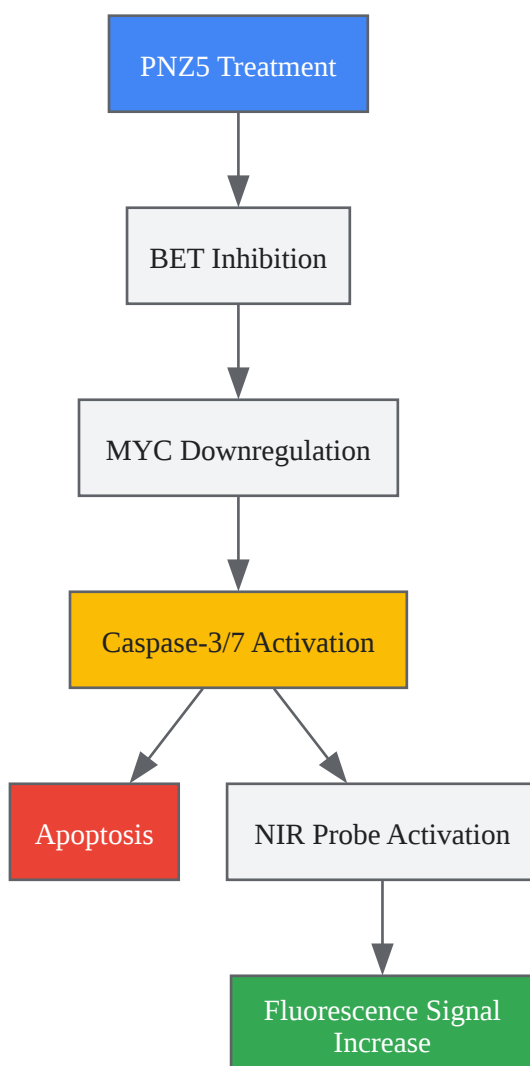 PNZ5 Treatment
BET Inhibition
MYC Downregulation
Caspase-3/7 Activation
Apoptosis
NIR Probe Activation
Fluorescence Signal
Increase